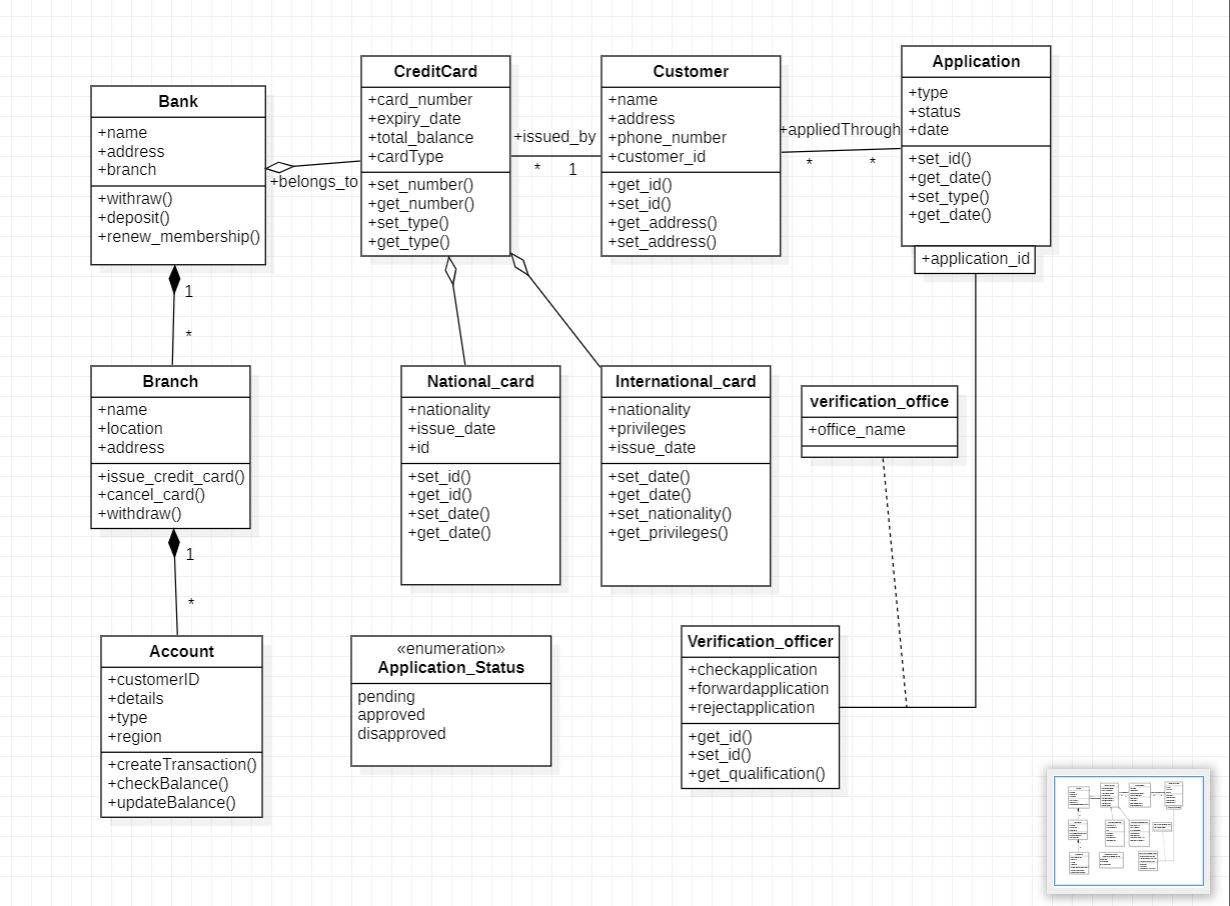 Bank
+name
+address
+branch
+withraw()
+deposit()
+renew_membership()
+belongs_to
CreditCard
+card_number
+expiry_date
+total_balance
+cardType
+set_number()
+get_number()
+set_type()
+get_type()
+issued_by
*
1
Customer
+name
+address
+phone_number
+customer_id
+get_id()
+set_id()
+get_address()
+set_address()
+appliedThrough
*
*
Application
+type
+status
+date
+set_id()
+get_date()
+set_type()
+get_date()
+application_id
1
*
Branch
+name
+location
+address
+issue_credit_card()
+cancel_card()
+withdraw()
National_card
+nationality
+issue_date
+id
+set_id()
+get_id()
+set_date()
+get_date()
International_card
+nationality
+privileges
+issue_date
+set_date()
+get_date()
+set_nationality()
+get_privileges()
verification_office
+office_name
1
*
Account
+customerID
+details
+type
+region
+createTransaction()
+checkBalance()
+updateBalance()
«enumeration»
Application_Status
pending
approved
disapproved
Verification_officer
+checkapplication
+forwardapplication
+rejectapplication
+get_id()
+set_id()
+get_qualification()